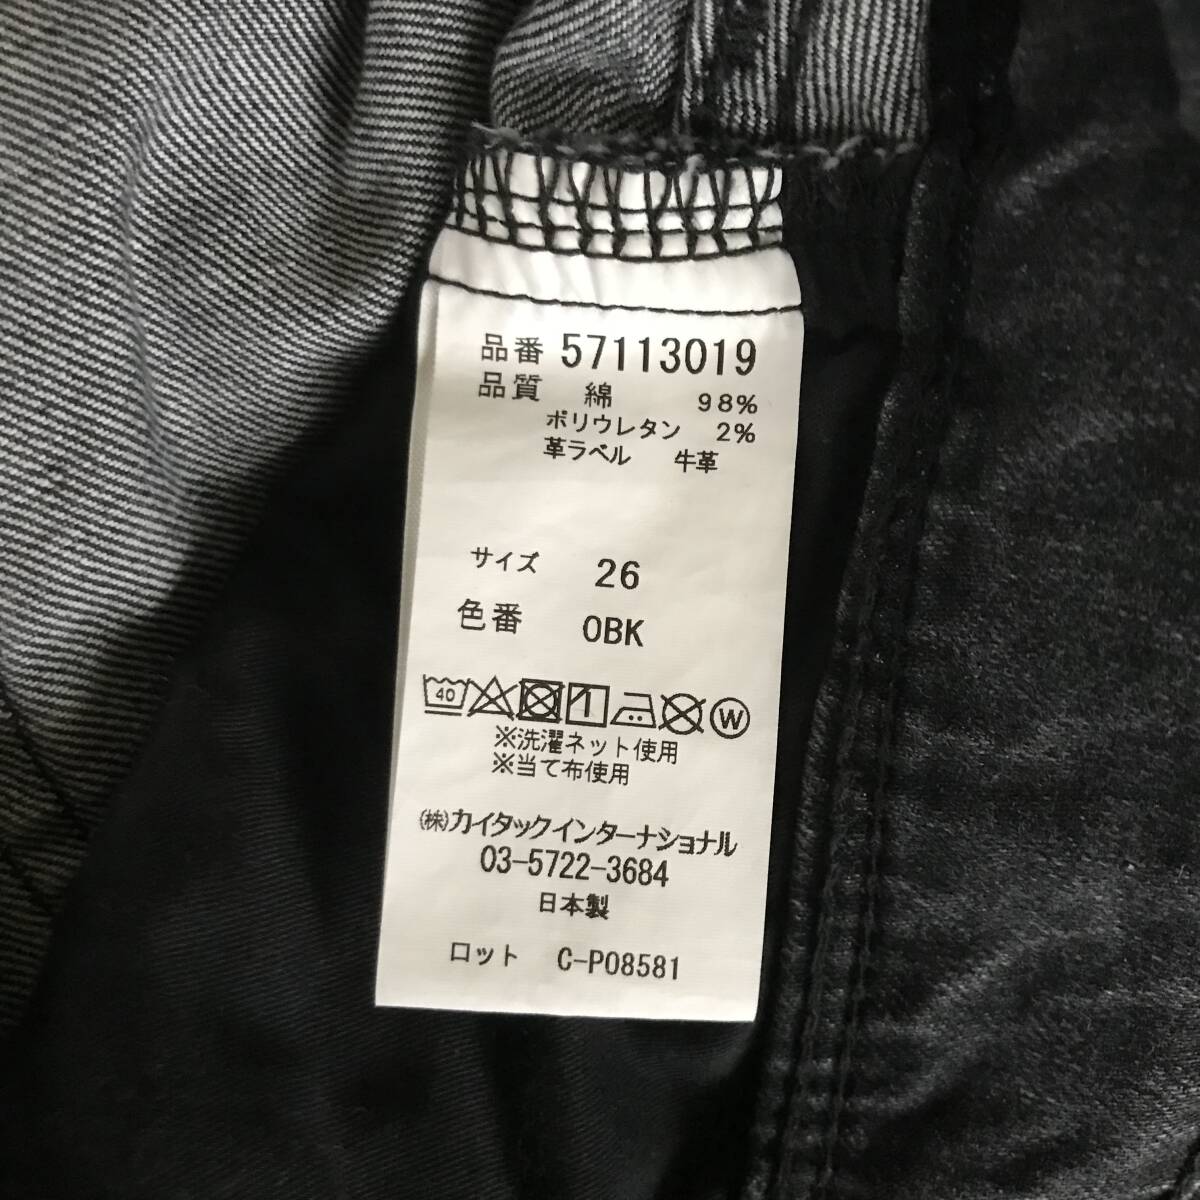 品番 57113019
品質 綿 98%
ポリウレタン 2%
革ラベル 牛革
サイズ 26
色番 0BK
40 W
※洗濯ネット使用
※当て布使用
㈱カイタックインターナショナル
03-5722-3684
日本製
ロット C-P08581